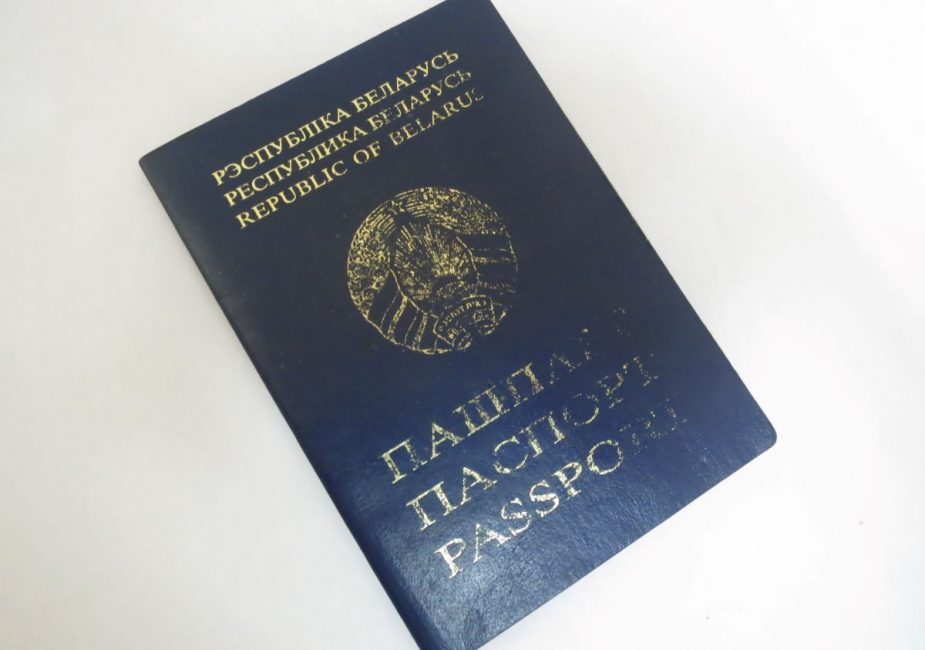 РЭСПУБЛІКА БЕЛАРУСЬ
РЕСПУБЛИКА БЕЛАРУСЬ
REPUBLIC OF BELARUS
ПАШПАРТ
ПАСПОРТ
PASSPORT